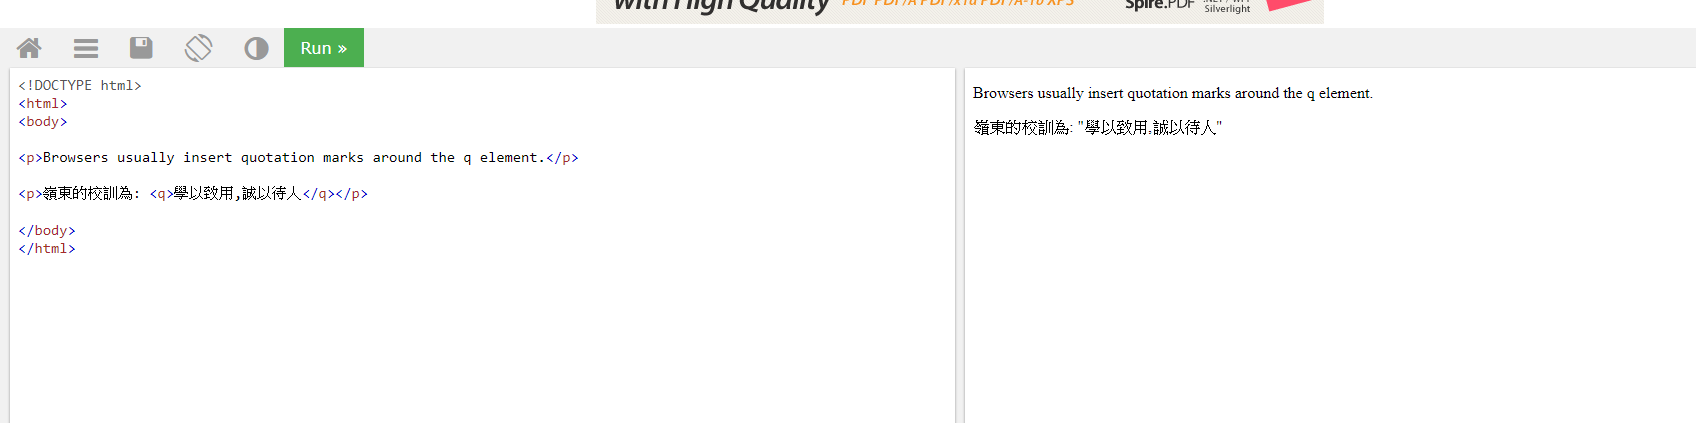 with High Quality PDF PDF/A PDF/x1a PDF/A-1b XPS
Spire.PDF
Silverlight
Run »
<!DOCTYPE html>
<html>
<body>
<p>Browsers usually insert quotation marks around the q element.</p>
<p>嶺東的校訓為: <q>學以致用,誠以待人</q></p>
</body>
</html>
Browsers usually insert quotation marks around the q element.
嶺東的校訓為: "學以致用,誠以待人"